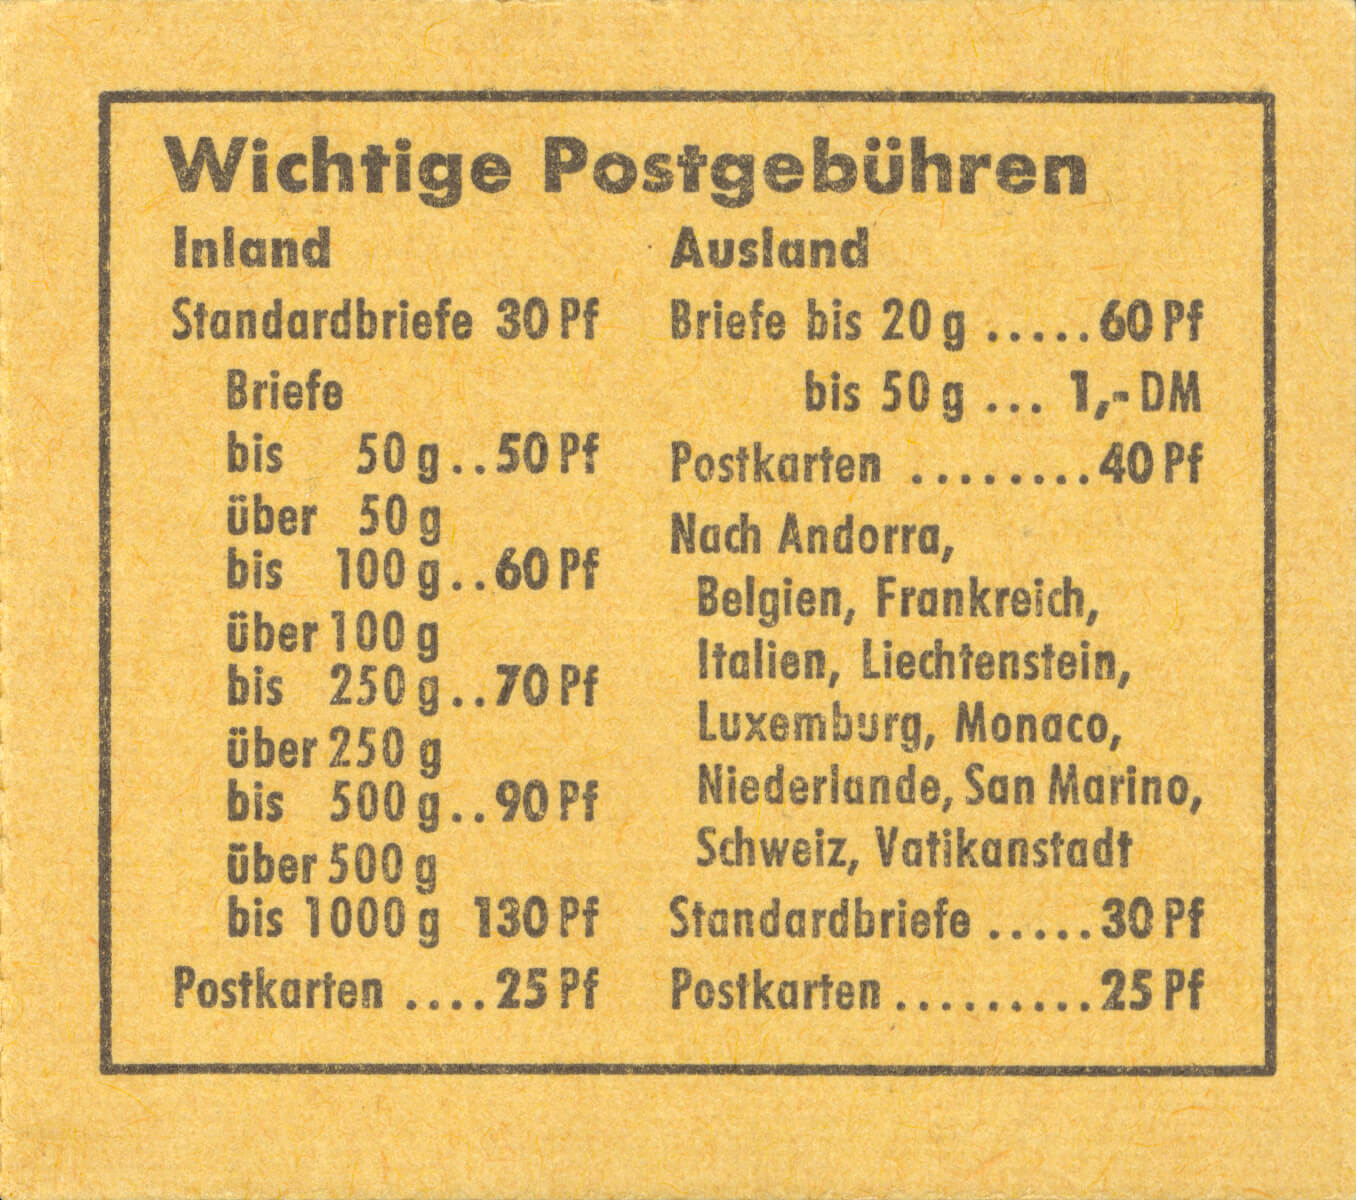 Wichtige Postgebühren
Inland
Standardbriefe 30 Pf
Briefe
bis 50 g..50 Pf
über 50 g
bis 100 g..60 Pf
über 100 g
bis 250 g..70 Pf
über 250 g
bis 500 g..90 Pf
über 500 g
bis 1000 g 130 Pf
Postkarten ....25 Pf
Ausland
Briefe bis 20 g .....60 Pf
bis 50 g ... 1,- DM
Postkarten ........40 Pf
Nach Andorra,
Belgien, Frankreich,
Italien, Liechtenstein,
Luxemburg, Monaco,
Niederlande, San Marino,
Schweiz, Vatikanstadt
Standardbriefe .....30 Pf
Postkarten .........25 Pf